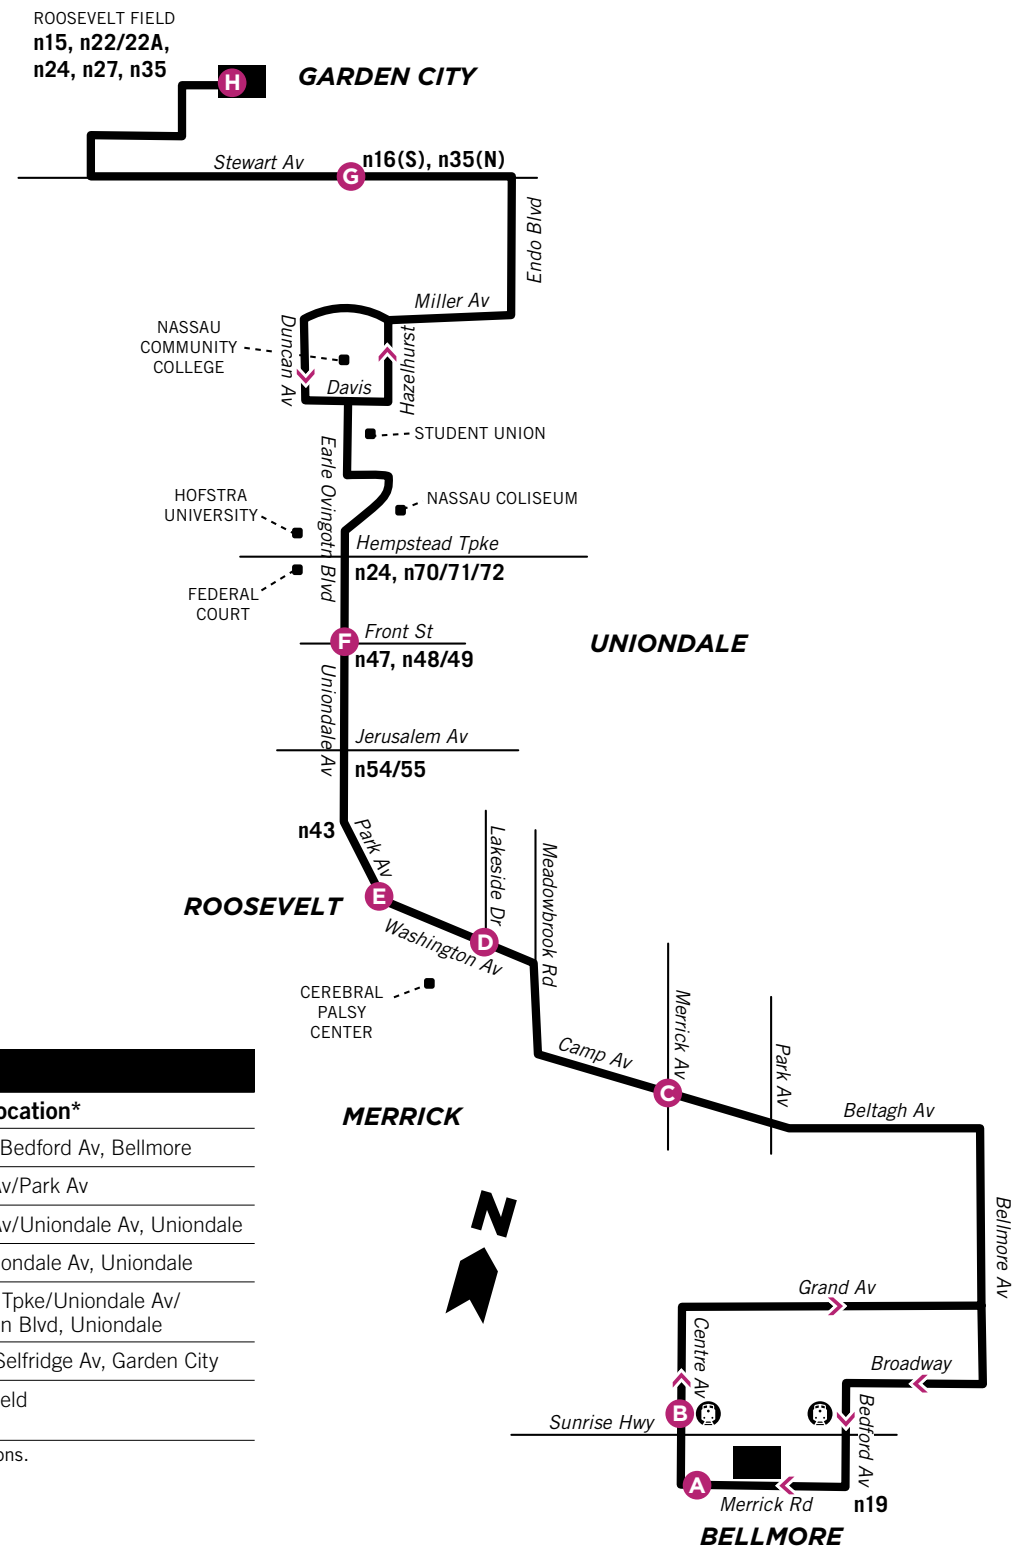 ROOSEVELT FIELD
n15, n22/22A,
n24, n27, n35
H
GARDEN CITY
Stewart Av
G
n16(S), n35(N)
Endo Blvd
Miller Av
NASSAU
COMMUNITY
COLLEGE
Duncan Av
Hazelhurst
Davis
STUDENT UNION
Earle Ovingotn Blvd
HOFSTRA
UNIVERSITY
NASSAU COLISEUM
Hempstead Tpke
n24, n70/71/72
FEDERAL
COURT
F
Front St
n47, n48/49
UNIONDALE
Uniondale Av
Jerusalem Av
n54/55
n43
Park Av
E
ROOSEVELT
Lakeside Dr
Meadowbrook Rd
D
Washington Av
CEREBRAL
PALSY
CENTER
Camp Av
Merrick Av
C
Park Av
Beltagh Av
MERRICK
ocation*
Bedford Av, Bellmore
Av/Park Av
Av/Uniondale Av, Uniondale
ondale Av, Uniondale
Tpke/Uniondale Av/
n Blvd, Uniondale
Selfridge Av, Garden City
eld
ons.
N
Bellmore Av
Grand Av
Centre Av
Broadway
B
Sunrise Hwy
Bedford Av
A
Merrick Rd
n19
BELLMORE